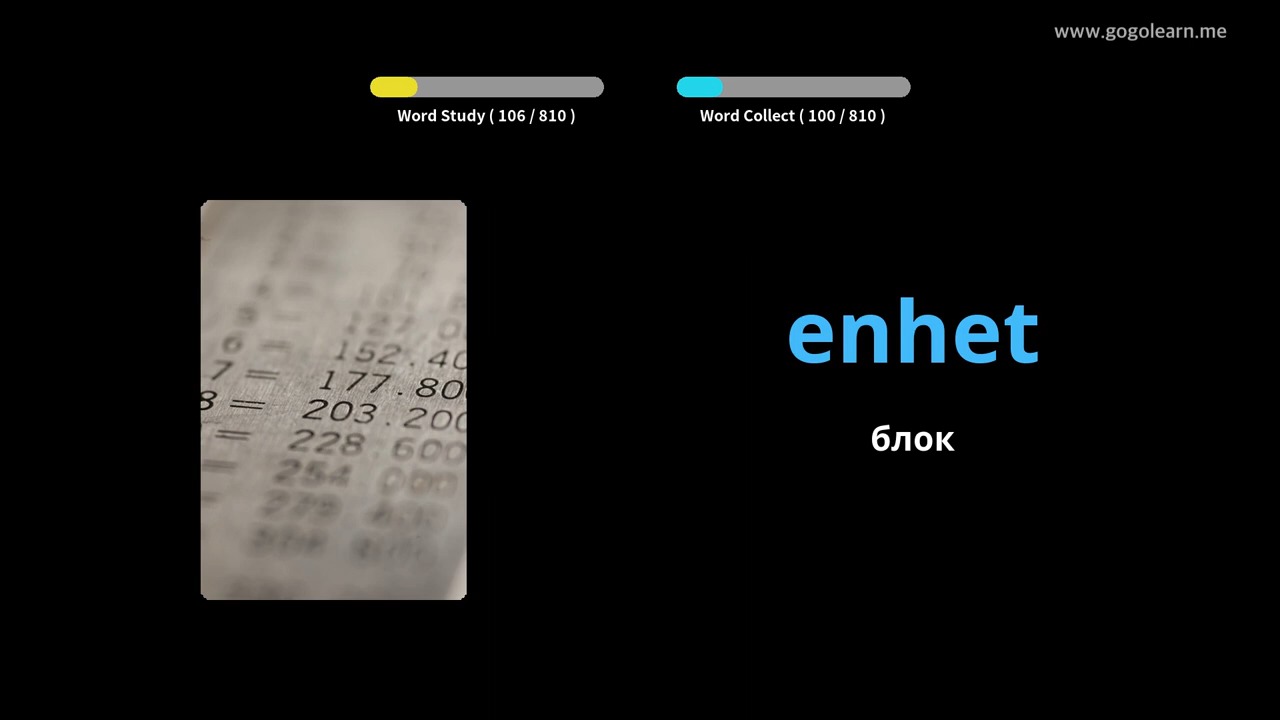 www.gogolearn.me
Word Study ( 106 / 810 )
Word Collect ( 100 / 810 )
6 =
152.40
7 =
177.80
8 =
203.200
=
228.600
254
enhet
блок